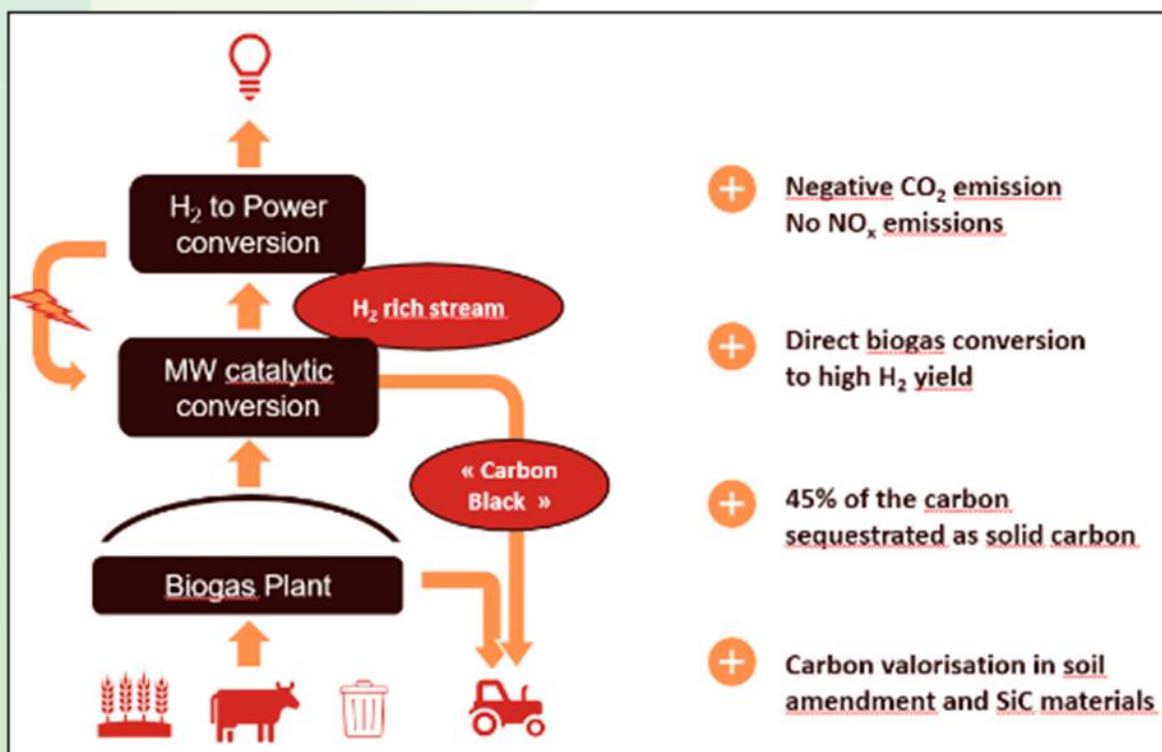 H₂ to Power
conversion
H₂ rich stream
MW catalytic
conversion
« Carbon
Black »
Biogas Plant
Negative CO₂ emission
No NOₓ emissions
Direct biogas conversion
to high H₂ yield
45% of the carbon
sequestrated as solid carbon
Carbon valorisation in soil
amendment and SiC materials